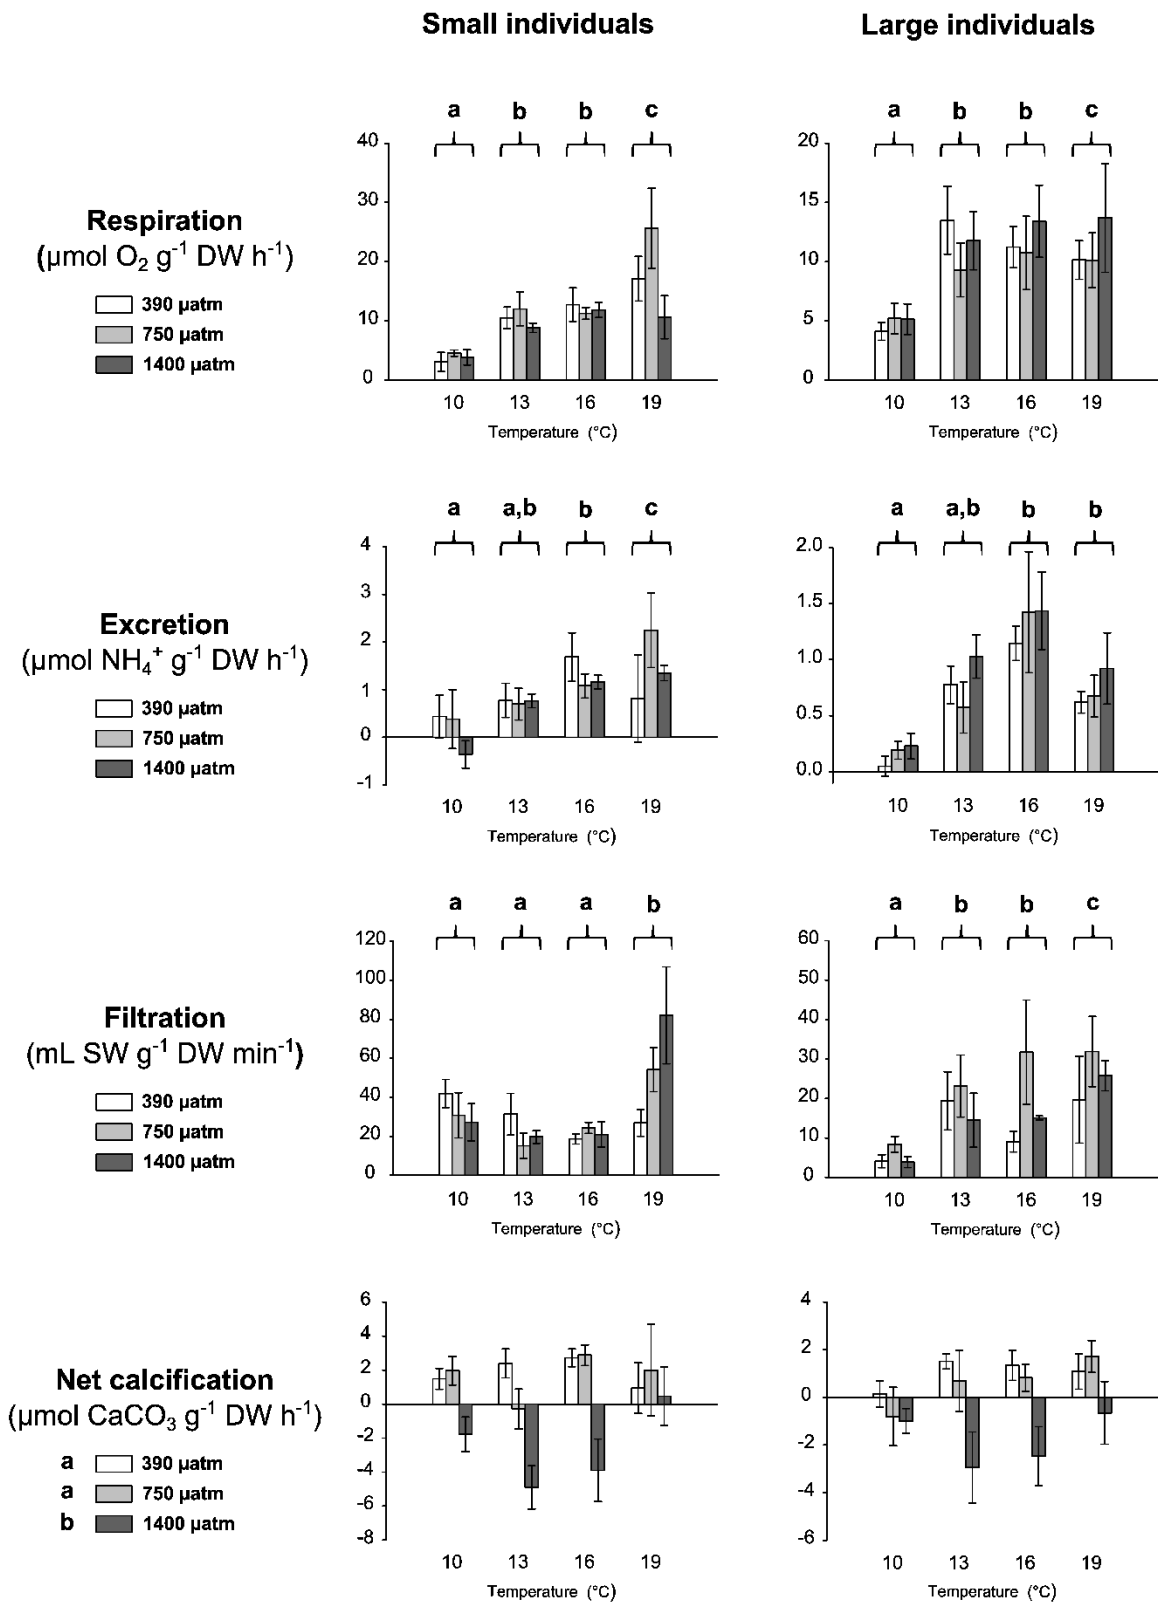 Small individuals
Large individuals
Respiration
(µmol O₂ g⁻¹ DW h⁻¹)
390 µatm
750 µatm
1400 µatm
a b b c
40
30
20
10
0
10 13 16 19
Temperature (°C)
a b b c
20
15
10
5
0
10 13 16 19
Temperature (°C)
Excretion
(µmol NH₄⁺ g⁻¹ DW h⁻¹)
390 µatm
750 µatm
1400 µatm
a a,b b c
4
3
2
1
0
-1
10 13 16 19
Temperature (°C)
a a,b b b
2.0
1.5
1.0
0.5
0.0
10 13 16 19
Temperature (°C)
Filtration
(mL SW g⁻¹ DW min⁻¹)
390 µatm
750 µatm
1400 µatm
a a a b
120
100
80
60
40
20
0
10 13 16 19
Temperature (°C)
a b b c
60
50
40
30
20
10
0
10 13 16 19
Temperature (°C)
Net calcification
(µmol CaCO₃ g⁻¹ DW h⁻¹)
a 390 µatm
a 750 µatm
b 1400 µatm
6
4
2
0
-2
-4
-6
-8
10 13 16 19
Temperature (°C)
4
2
0
-2
-4
-6
10 13 16 19
Temperature (°C)